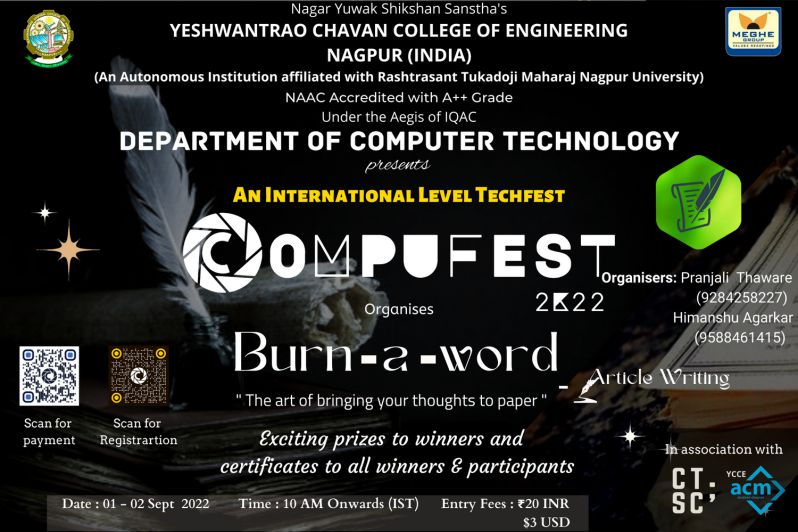 Nagar Yuwak Shikshan Sanstha's
YESHWANTRAO CHAVAN COLLEGE OF ENGINEERING
NAGPUR (INDIA)
(An Autonomous Institution affiliated with Rashtrasant Tukadoji Maharaj Nagpur University)
NAAC Accredited with A++ Grade
Under the Aegis of IQAC
MEGHE
GROUP
VALUES REDEFINED
DEPARTMENT OF COMPUTER TECHNOLOGY
presents
AN INTERNATIONAL LEVEL TECHFEST
COMPUFEST
2K22
Organisers: Pranjali Thaware
(9284258227)
Himanshu Agarkar
(9588461415)
Organises
Burn-a-word
- Article Writing
" The art of bringing your thoughts to paper "
Scan for
payment
Scan for
Registrartion
Exciting prizes to winners and
certificates to all winners & participants
In association with
CT
SC;
YCCE
acm
Date : 01 - 02 Sept 2022 Time : 10 AM Onwards (IST) Entry Fees : ₹20 INR
$3 USD